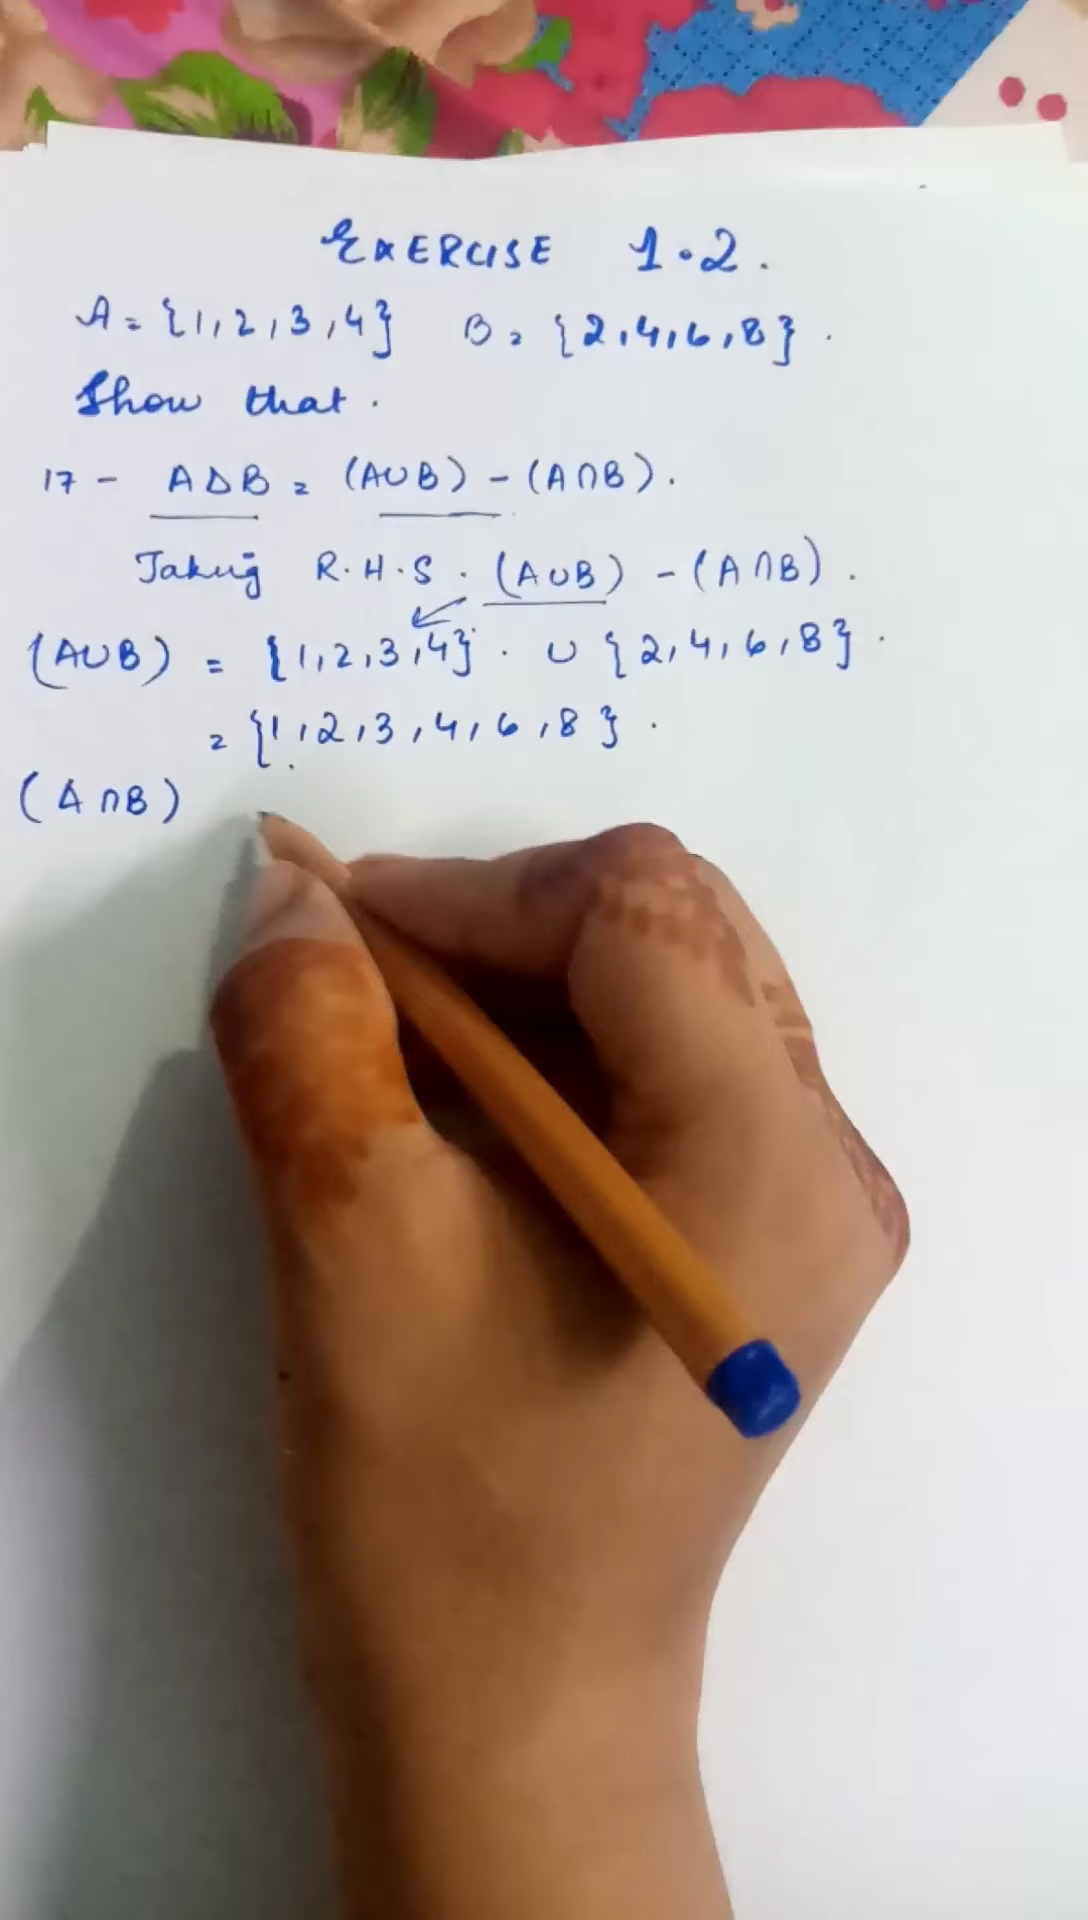 EXERCISE 1.2.
A = {1,2,3,4} B = {2,4,6,8}.
Show that.
17 - A Δ B = (A∪B) - (A∩B).
Taking R.H.S. (A∪B) - (A∩B).
(A∪B) = {1,2,3,4}. ∪ {2,4,6,8}.
= {1,2,3,4,6,8}.
(A∩B)